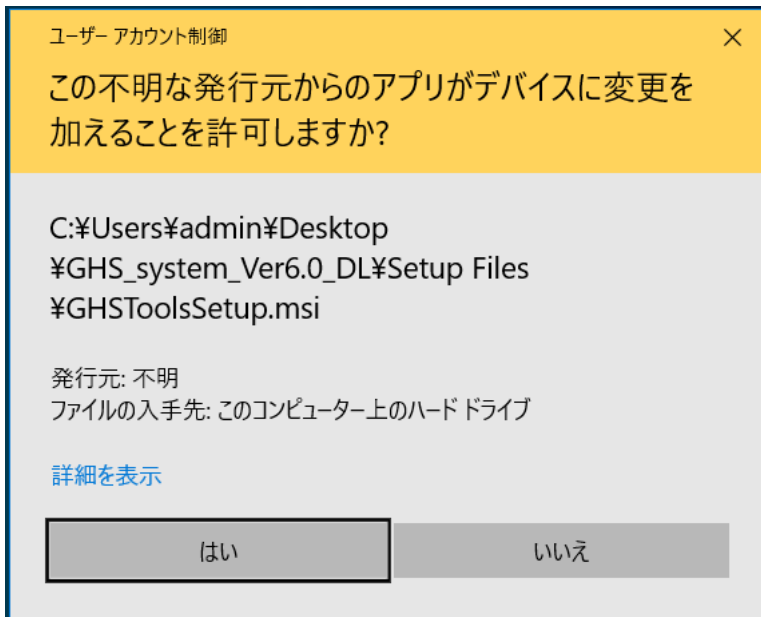 ユーザー アカウント制御
この不明な発行元からのアプリがデバイスに変更を
加えることを許可しますか?
C:¥Users¥admin¥Desktop
¥GHS_system_Ver6.0_DL¥Setup Files
¥GHSToolsSetup.msi
発行元: 不明
ファイルの入手先: このコンピューター上のハード ドライブ
詳細を表示
はい
いいえ